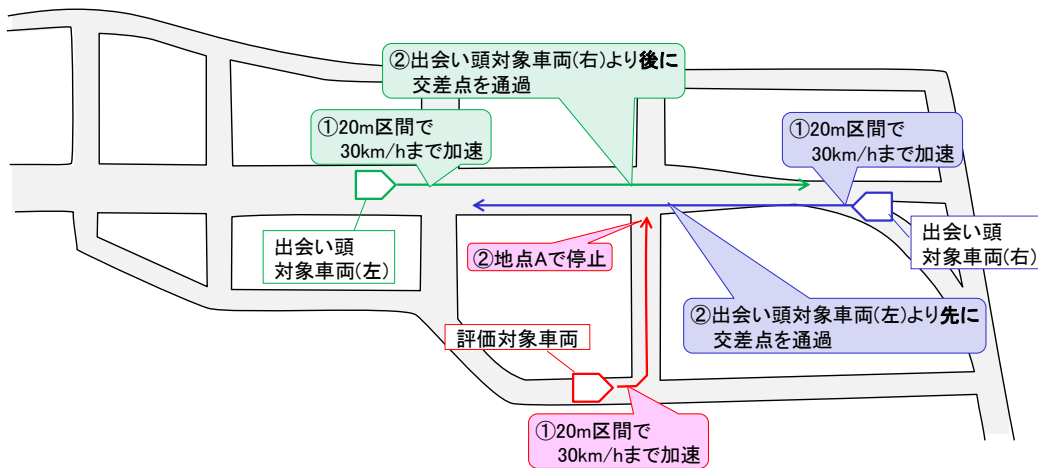 ②出会い頭対象車両(右)より後に
交差点を通過
①20m区間で
30km/hまで加速
①20m区間で
30km/hまで加速
出会い頭
対象車両(左)
②地点Aで停止
出会い頭
対象車両(右)
②出会い頭対象車両(左)より先に
交差点を通過
評価対象車両
①20m区間で
30km/hまで加速